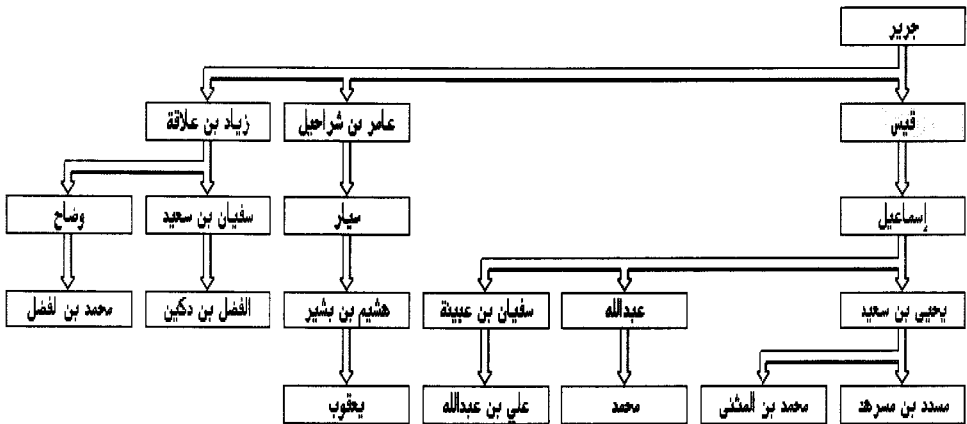 جرير
قيس
عامر بن شراحيل
زياد بن علاقة
إسماعيل
سيار
سفيان بن سعيد
وضاح
يحيى بن سعيد
عبدالله
سفيان بن عيينة
هشيم بن بشير
الفضل بن دكين
محمد بن لفضل
مسدد بن مسرهد
محمد بن المثنى
محمد
علي بن عبدالله
يعقوب